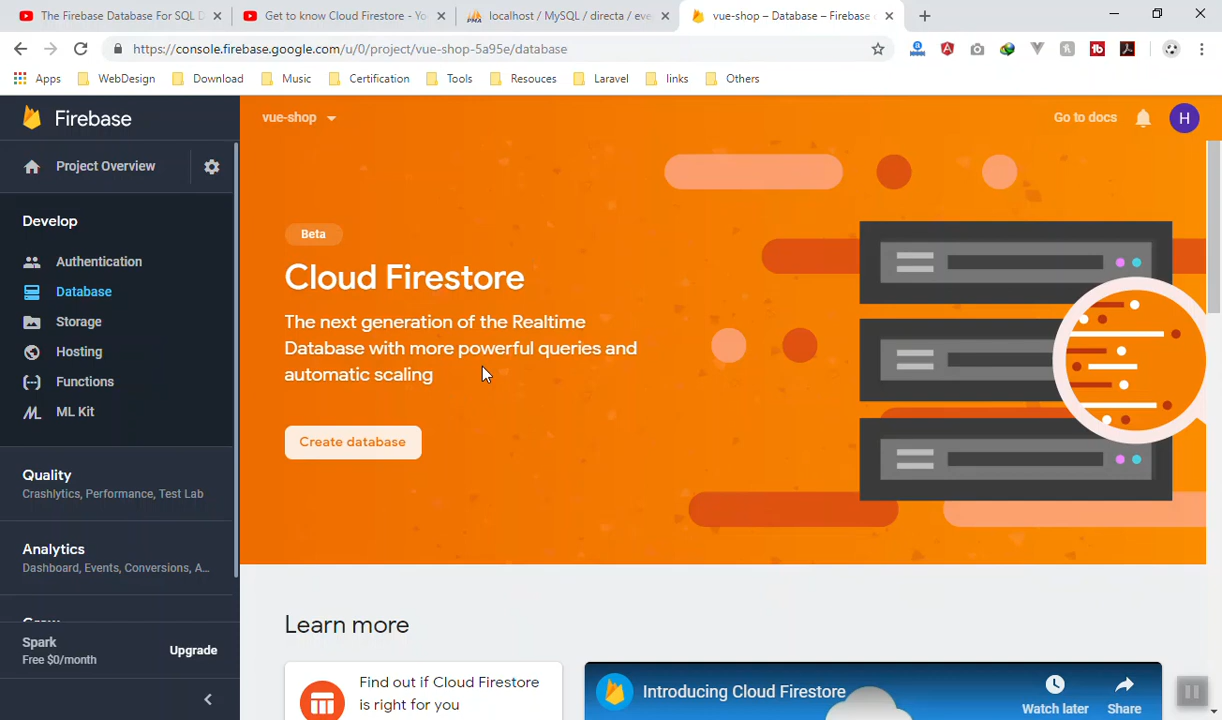 The Firebase Database For SQL D
Get to know Cloud Firestore - Yo
localhost / MySQL / directa / eve
vue-shop – Database – Firebase c
https://console.firebase.google.com/u/0/project/vue-shop-5a95e/database
Apps
WebDesign
Download
Music
Certification
Tools
Resouces
Laravel
links
Others
Firebase
vue-shop
Go to docs
H
Project Overview
Develop
Authentication
Database
Storage
Hosting
Functions
ML Kit
Quality
Crashlytics, Performance, Test Lab
Analytics
Dashboard, Events, Conversions, A...
Spark
Free $0/month
Upgrade
Beta
Cloud Firestore
The next generation of the Realtime
Database with more powerful queries and
automatic scaling
Create database
Learn more
Find out if Cloud Firestore
is right for you
Introducing Cloud Firestore
Watch later
Share